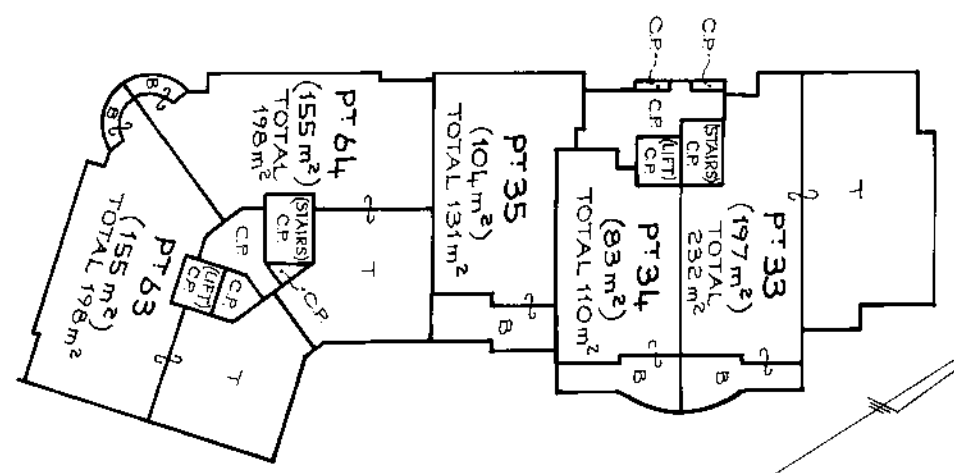 C.P.
C.P.
C.P.
(STAIRS)
C.P.
(LIFT)
C.P.
T
PT 33
(197 m²)
TOTAL
232 m²
B
PT 34
(83 m²)
TOTAL 110 m²
B
PT 35
(104 m²)
TOTAL 131 m²
B
PT 64
(155 m²)
TOTAL
198 m²
B
B
T
(STAIRS)
C.P.
C.P.
C.P.
C.P.
(LIFT)
C.P.
PT 63
(155 m²)
TOTAL 198 m²
T